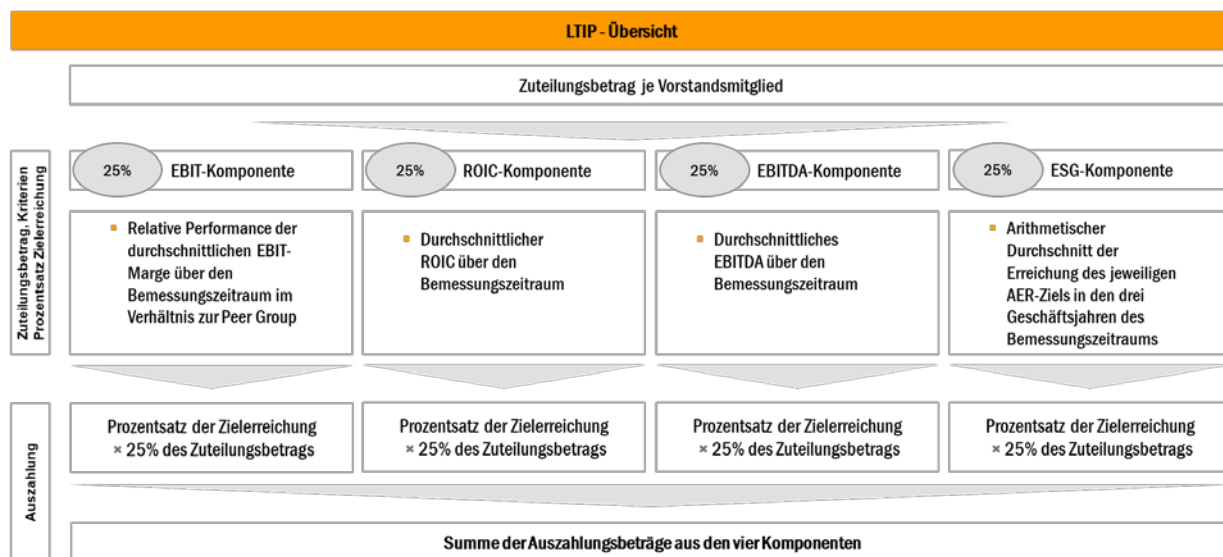 LTIP - Übersicht
Zuteilungsbetrag je Vorstandsmitglied
Zuteilungsbetrag, Kriterien
Prozentsatz Zielerreichung
25%
EBIT-Komponente
25%
ROIC-Komponente
25%
EBITDA-Komponente
25%
ESG-Komponente
Relative Performance der
durchschnittlichen EBIT-
Marge über den
Bemessungszeitraum im
Verhältnis zur Peer Group
Durchschnittlicher
ROIC über den
Bemessungszeitraum
Durchschnittliches
EBITDA über den
Bemessungszeitraum
Arithmetischer
Durchschnitt der
Erreichung des jeweiligen
AER-Ziels in den drei
Geschäftsjahren des
Bemessungszeitraums
Auszahlung
Prozentsatz der Zielerreichung
× 25% des Zuteilungsbetrags
Prozentsatz der Zielerreichung
× 25% des Zuteilungsbetrags
Prozentsatz der Zielerreichung
× 25% des Zuteilungsbetrags
Prozentsatz der Zielerreichung
× 25% des Zuteilungsbetrags
Summe der Auszahlungsbeträge aus den vier Komponenten